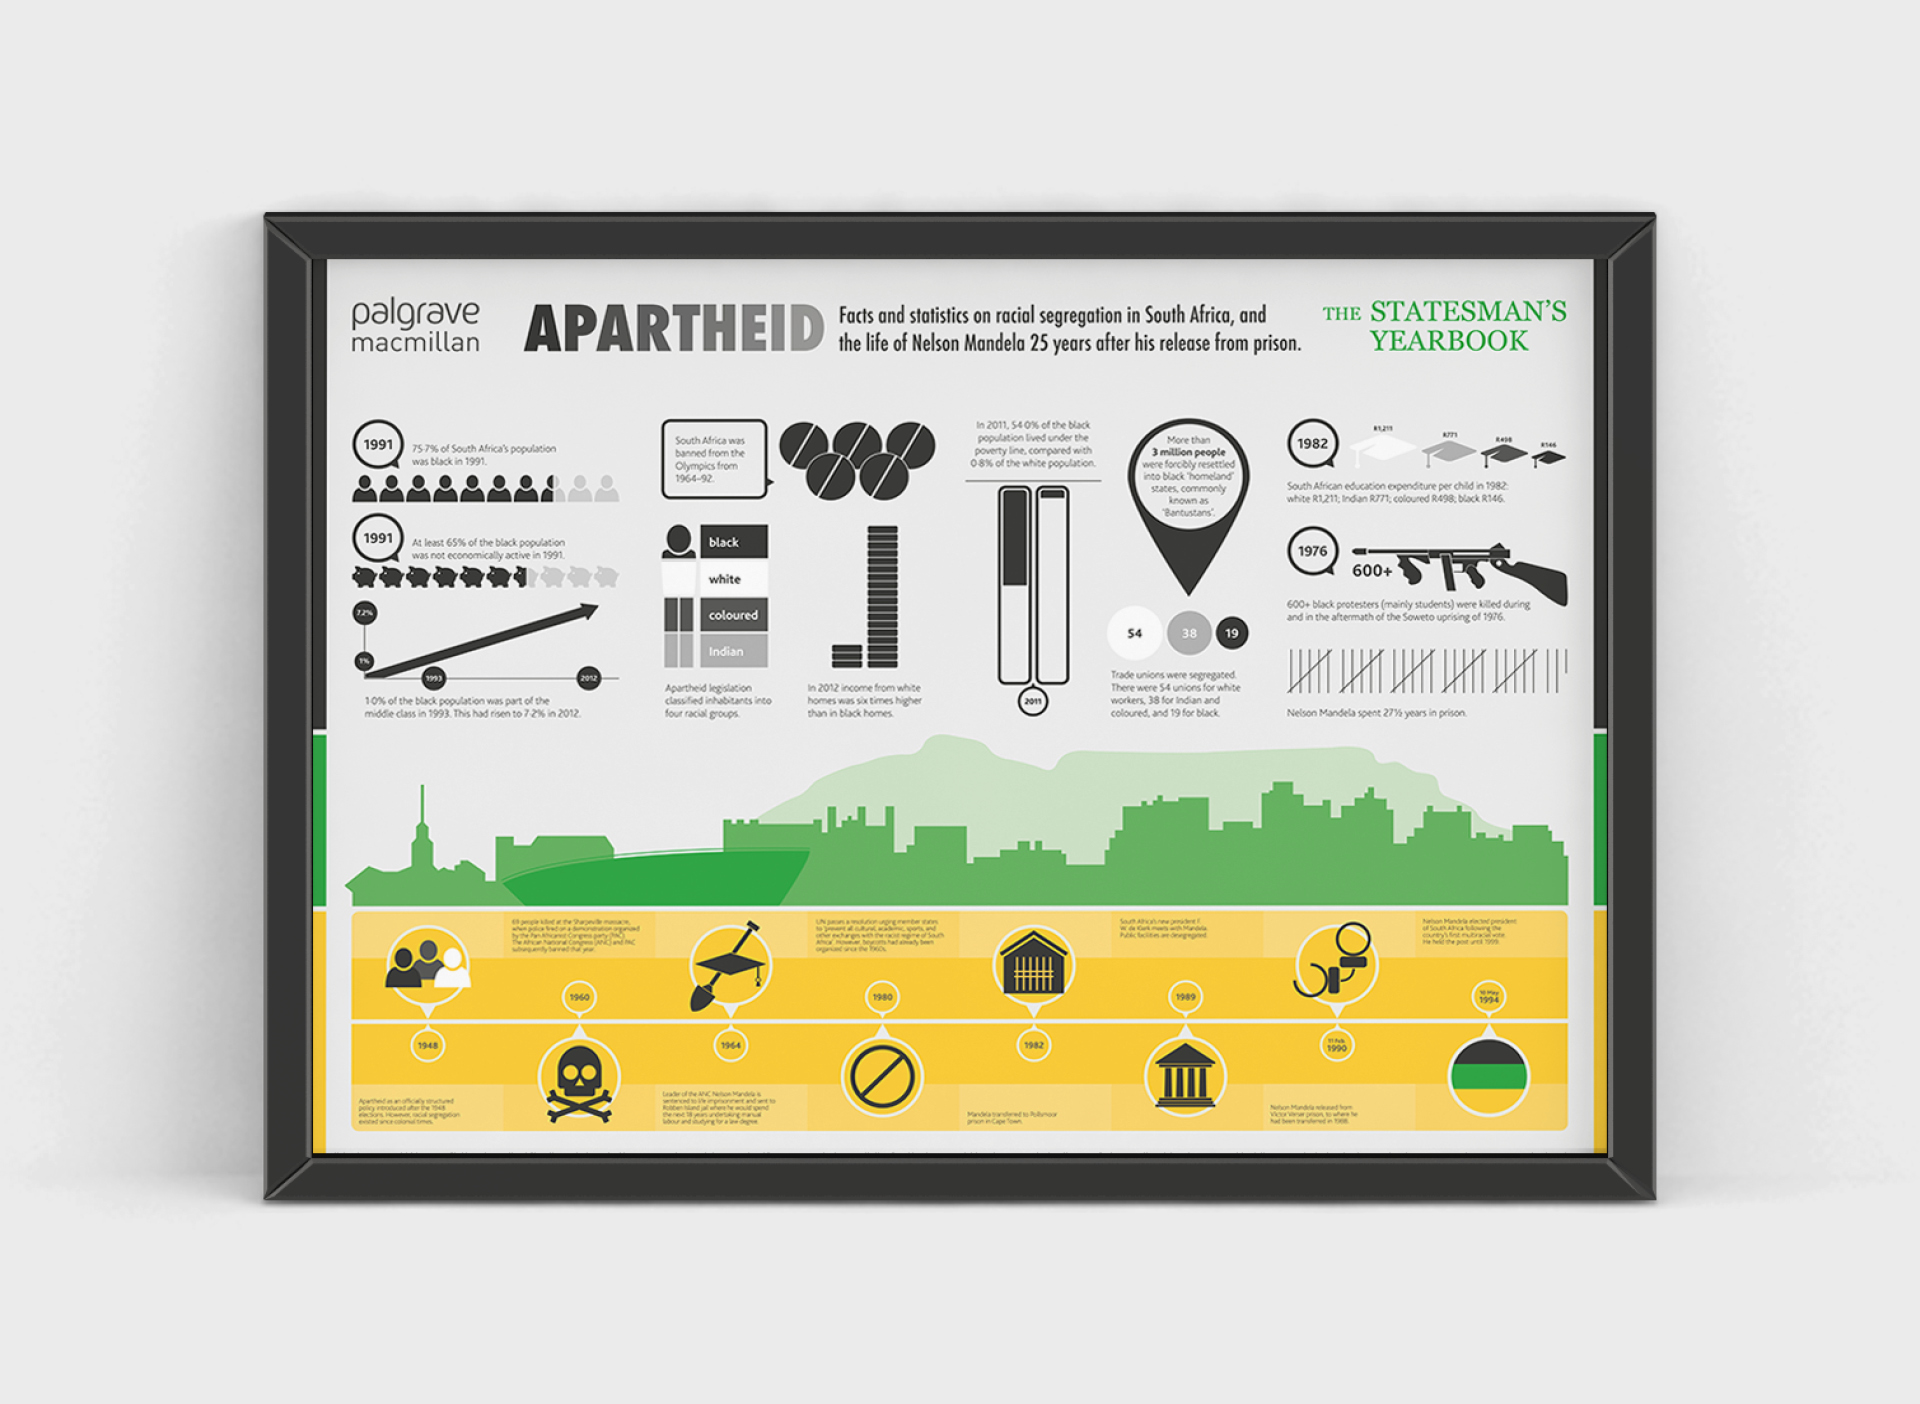 palgrave
macmillan
APARTHEID
Facts and statistics on racial segregation in South Africa, and
the life of Nelson Mandela 25 years after his release from prison.
THE STATESMAN'S
YEARBOOK
1991
75·7% of South Africa's population
was black in 1991.
1991
At least 65% of the black population
was not economically active in 1991.
7.2%
1%
1993
2012
1·0% of the black population was part of the
middle class in 1993. This had risen to 7·2% in 2012.
South Africa was
banned from the
Olympics from
1964–92.
black
white
coloured
Indian
Apartheid legislation
classified inhabitants into
four racial groups.
In 2012 income from white
homes was six times higher
than in black homes.
In 2011, 54·0% of the black
population lived under the
poverty line, compared with
0·8% of the white population.
2011
More than
3 million people
were forcibly resettled
into black 'homeland'
states, commonly
known as
'Bantustans'.
54
38
19
Trade unions were segregated.
There were 54 unions for white
workers, 38 for Indian and
coloured, and 19 for black.
1982
R1,211
R771
R498
R146
South African education expenditure per child in 1982:
white R1,211; Indian R771; coloured R498; black R146.
1976
600+
600+ black protesters (mainly students) were killed during
and in the aftermath of the Soweto uprising of 1976.
Nelson Mandela spent 27½ years in prison.
1948
Apartheid as an officially structured
policy introduced after the 1948
elections. However, racial segregation
existed since colonial times.
69 people killed at the Sharpeville massacre,
when police fired on a demonstration organized
by the Pan Africanist Congress party (PAC).
The African National Congress (ANC) and PAC
subsequently banned that year.
1960
1964
Leader of the ANC Nelson Mandela is
sentenced to life imprisonment and sent to
Robben Island jail where he would spend
the next 18 years undertaking manual
labour and studying for a law degree.
UN passes a resolution urging member states
to 'prevent all cultural, academic, sports, and
other exchanges with the racist regime of South
Africa'. However, boycotts had already been
organized since the 1960s.
1980
1982
Mandela transferred to Pollsmoor
prison in Cape Town.
South Africa's new president F.
W. de Klerk meets with Mandela.
Public facilities are desegregated.
1989
11 Feb
1990
Nelson Mandela released from
Victor Verster prison, to where he
had been transferred in 1988.
Nelson Mandela elected president
of South Africa following the
country's first multiracial vote.
He held the post until 1999.
10 May
1994